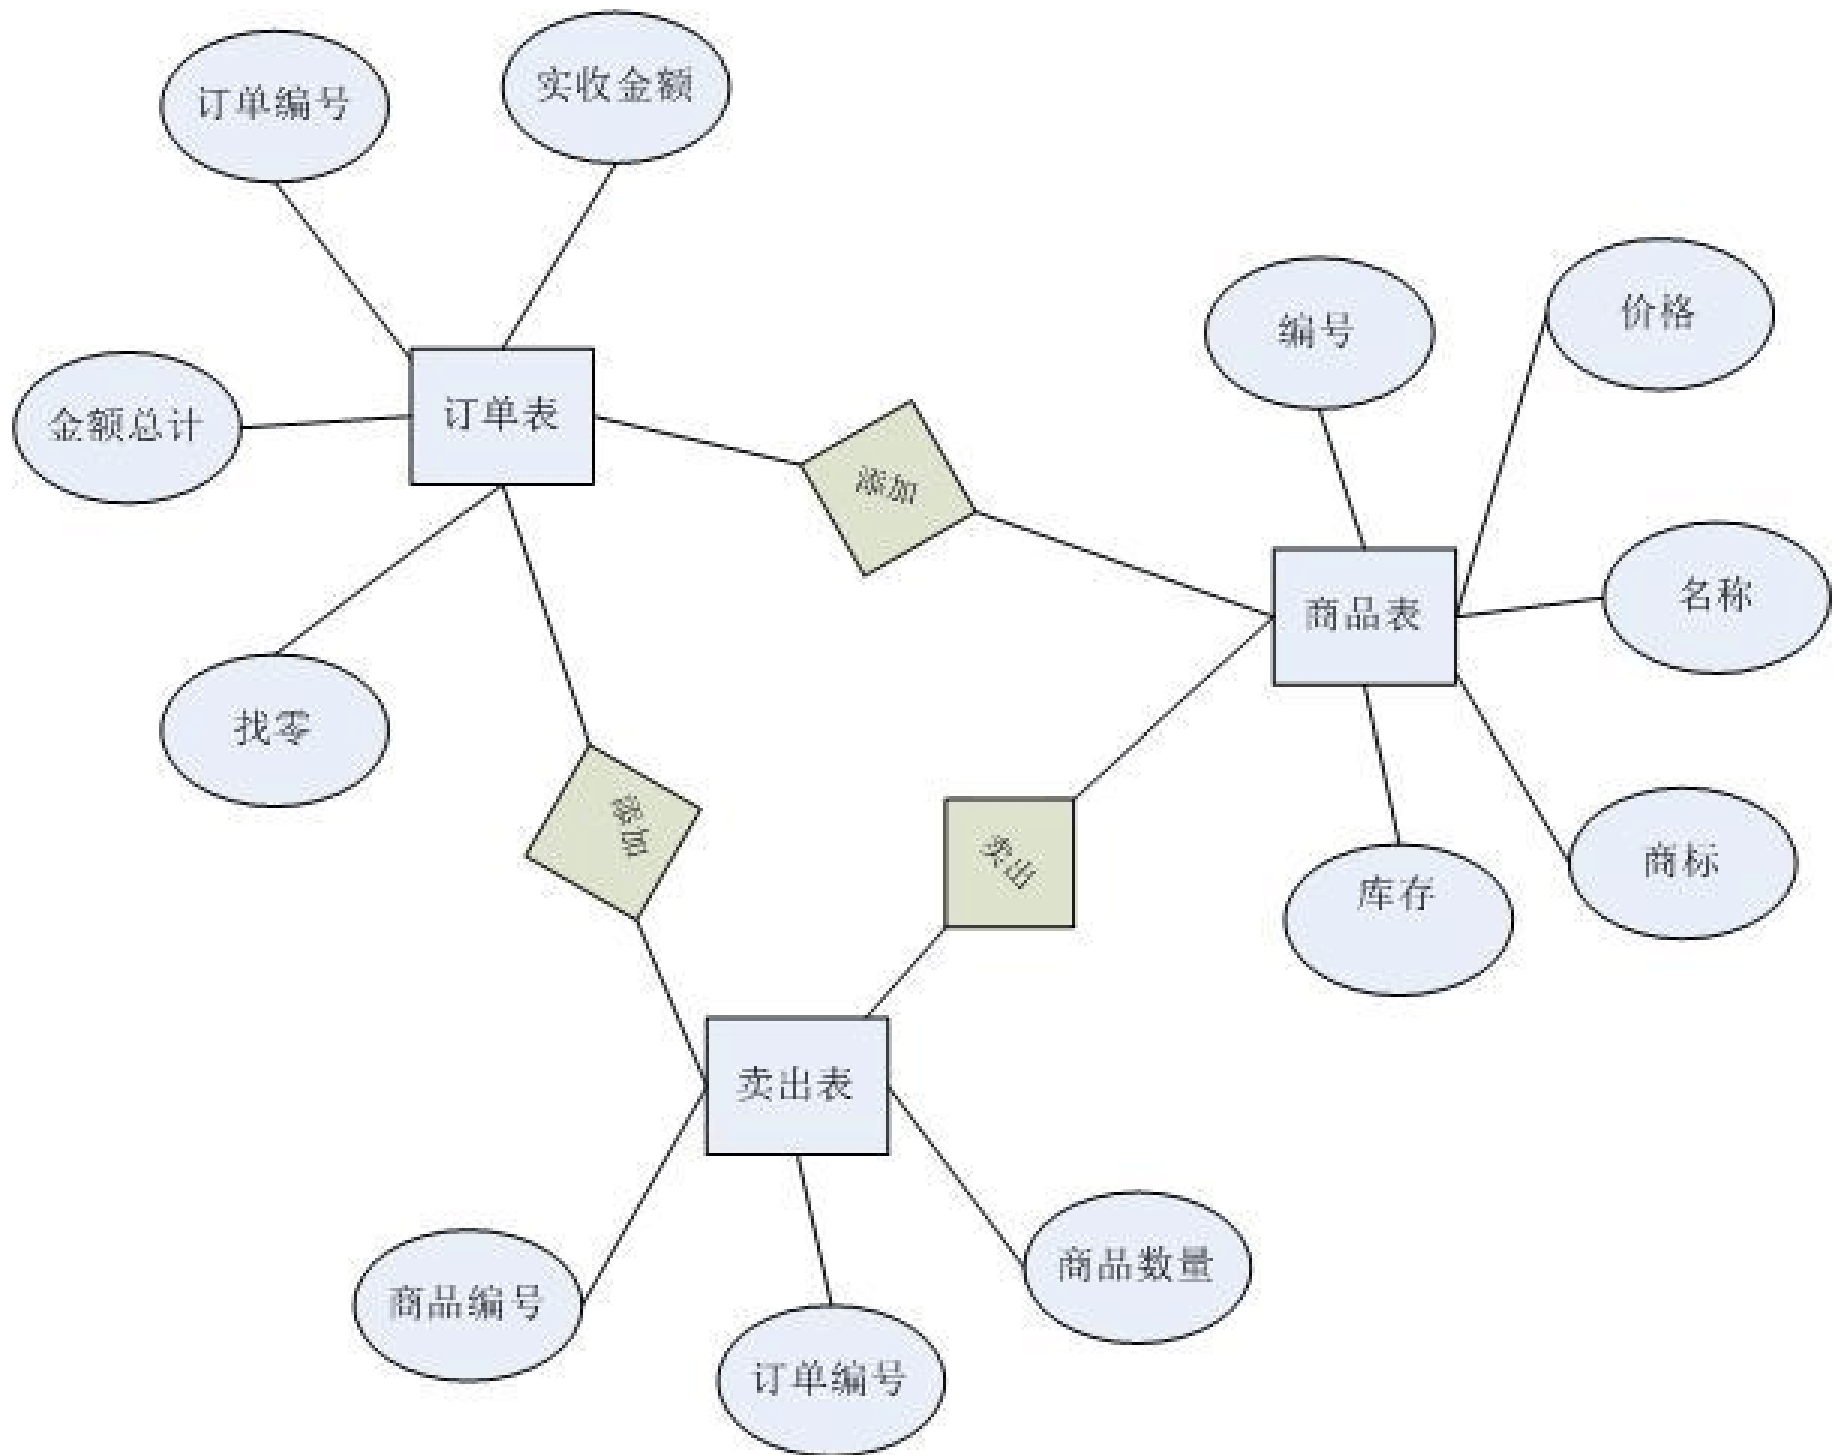 订单编号
实收金额
编号
价格
金额总计
订单表
添加
名称
商品表
找零
添加
卖出
库存
商标
卖出表
商品编号
订单编号
商品数量